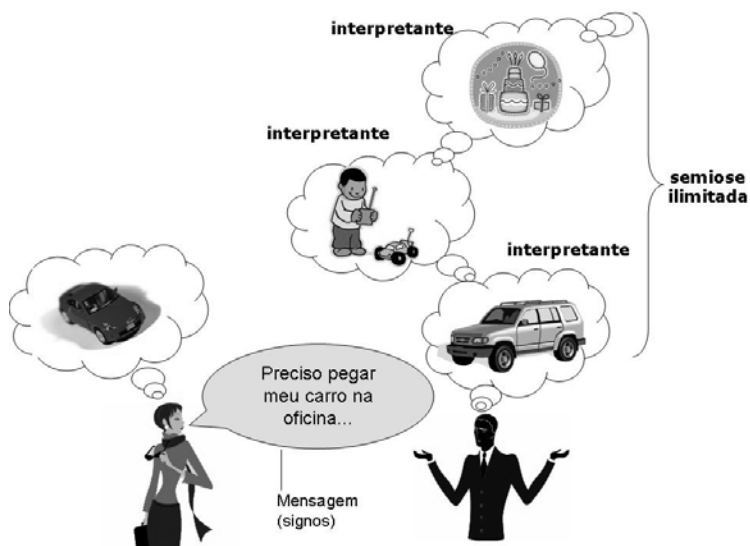 interpretante
interpretante
semiose
ilimitada
interpretante
Preciso pegar
meu carro na
oficina...
Mensagem
(signos)